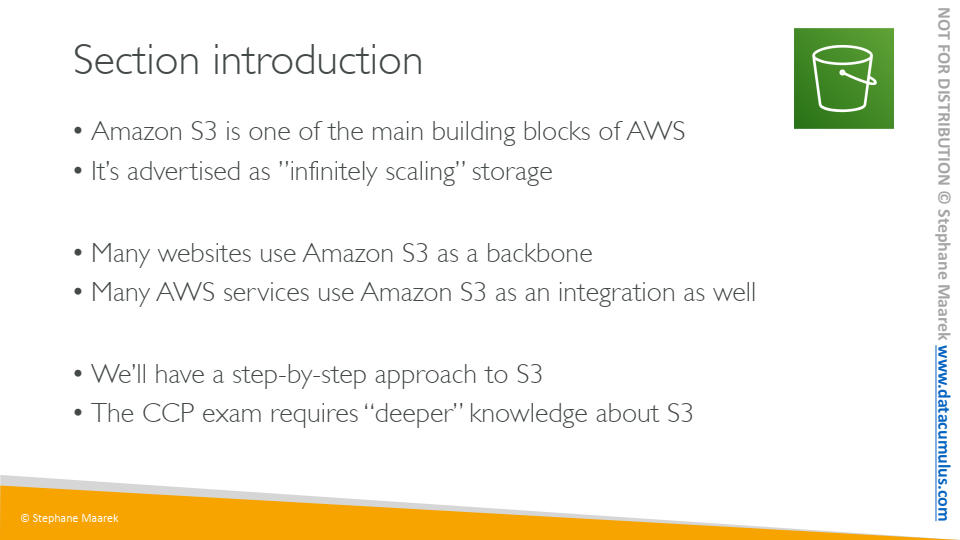 Section introduction
• Amazon S3 is one of the main building blocks of AWS
• It’s advertised as ”infinitely scaling” storage
• Many websites use Amazon S3 as a backbone
• Many AWS services use Amazon S3 as an integration as well
• We’ll have a step-by-step approach to S3
• The CCP exam requires “deeper” knowledge about S3
© Stephane Maarek
NOT FOR DISTRIBUTION © Stephane Maarek www.datacumulus.com